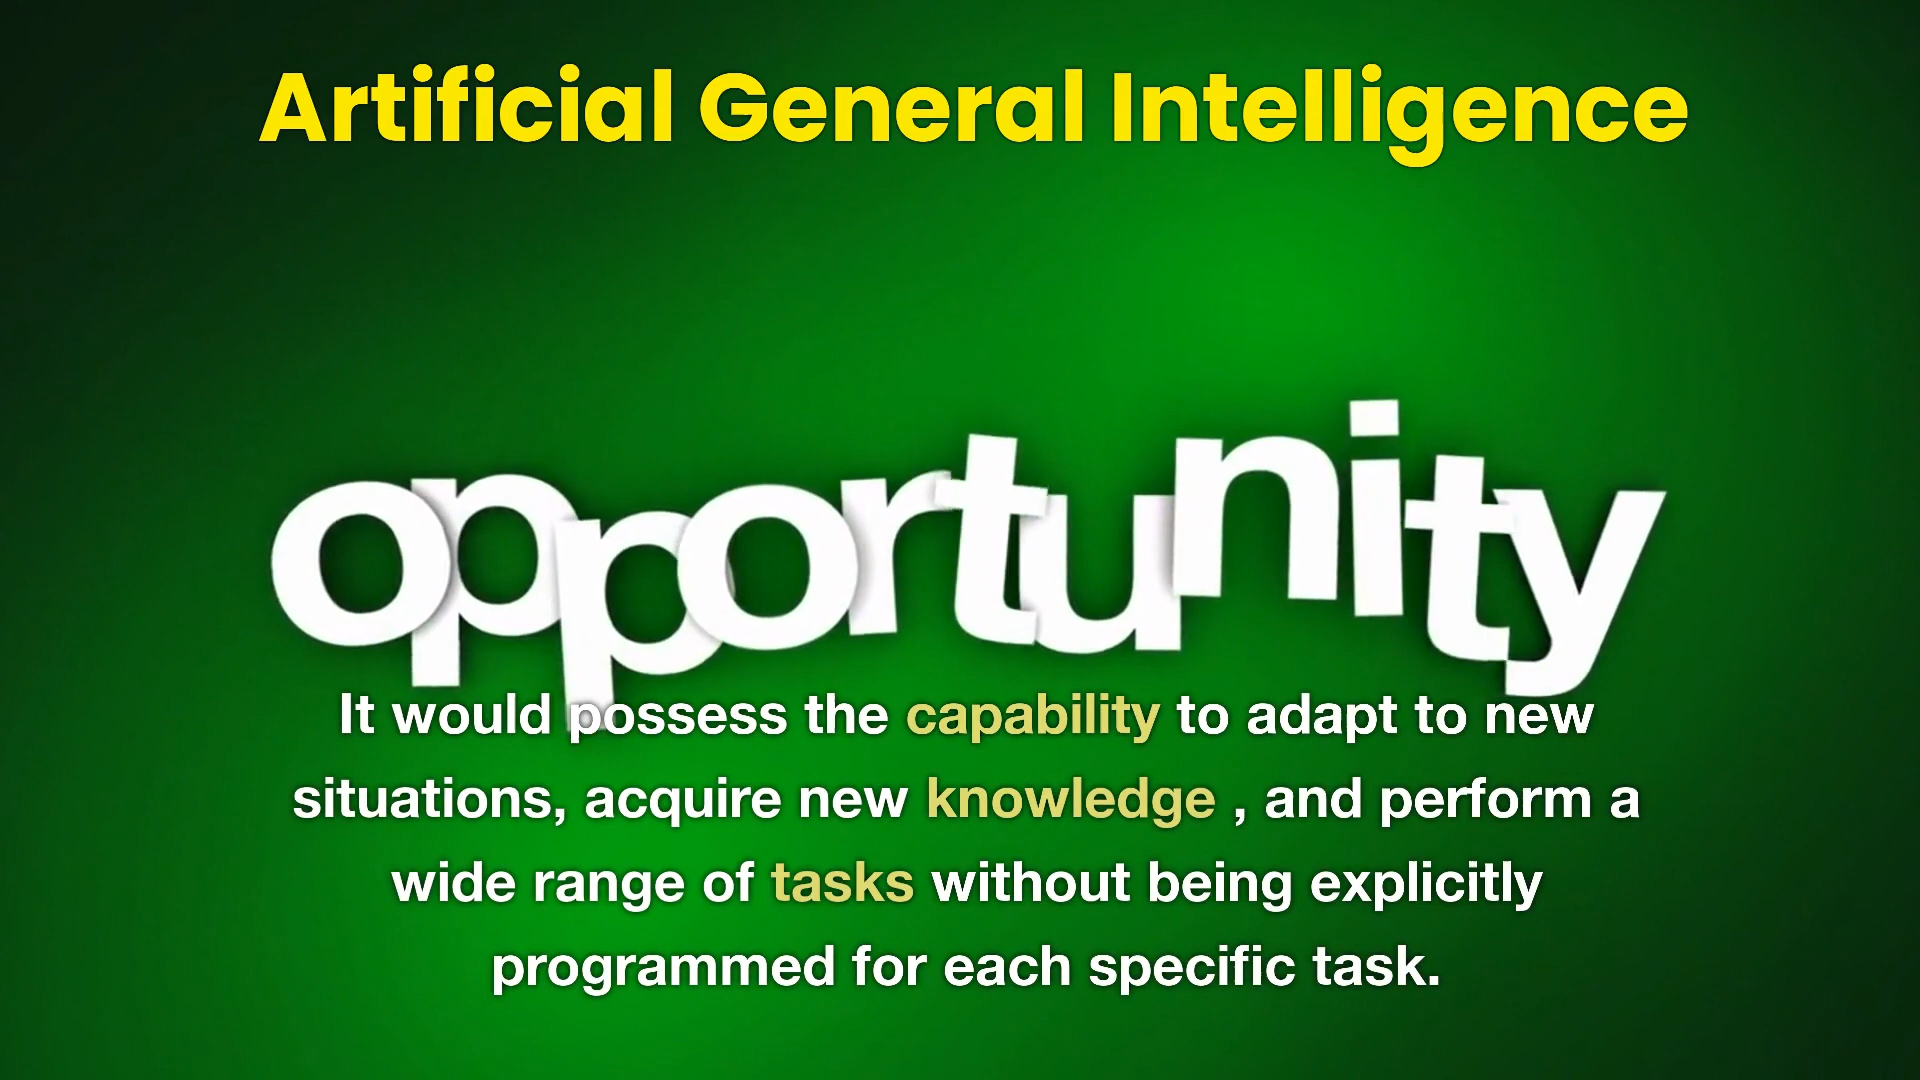 Artificial General Intelligence
opportunity
It would possess the capability to adapt to new
situations, acquire new knowledge , and perform a
wide range of tasks without being explicitly
programmed for each specific task.